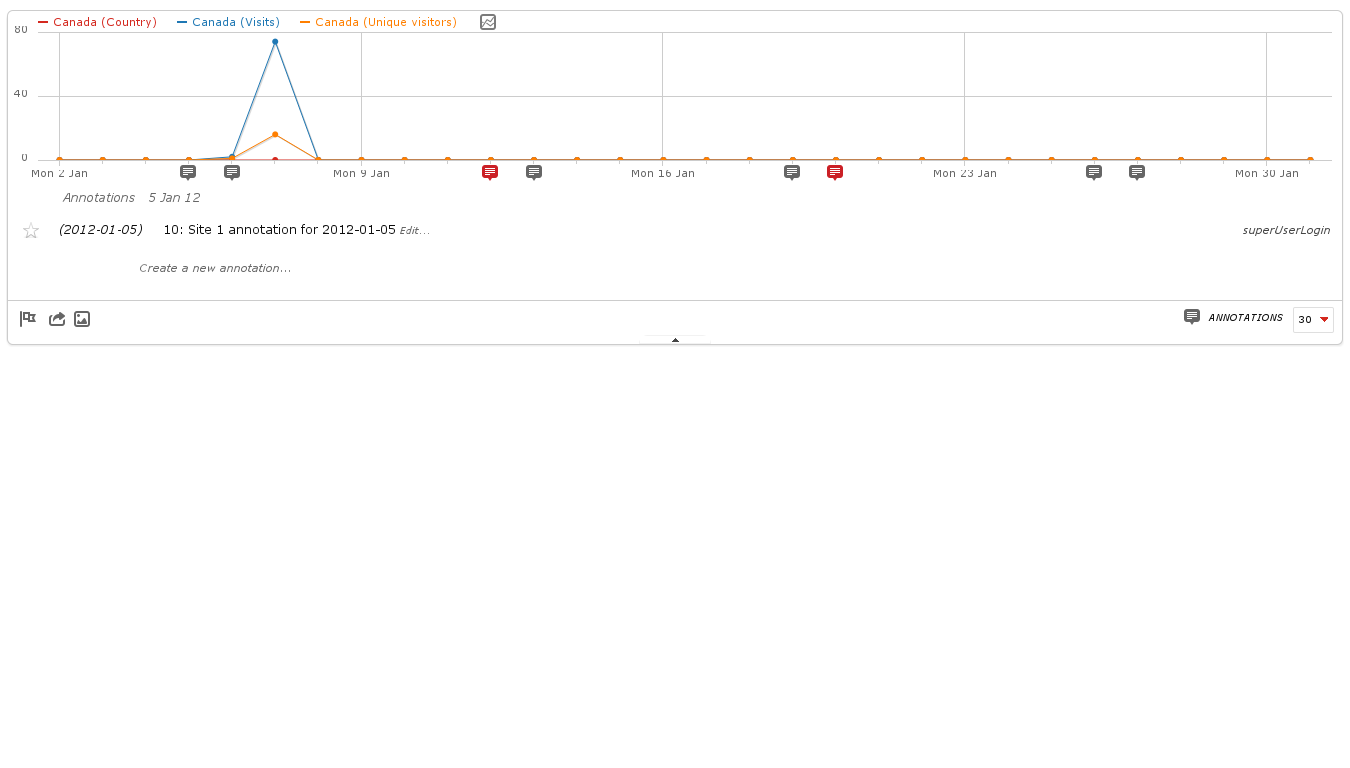 Canada (Country) Canada (Visits) Canada (Unique visitors)
80
40
0
Mon 2 Jan Mon 9 Jan Mon 16 Jan Mon 23 Jan Mon 30 Jan
Annotations 5 Jan 12
(2012-01-05) 10: Site 1 annotation for 2012-01-05 Edit... superUserLogin
Create a new annotation...
ANNOTATIONS 30